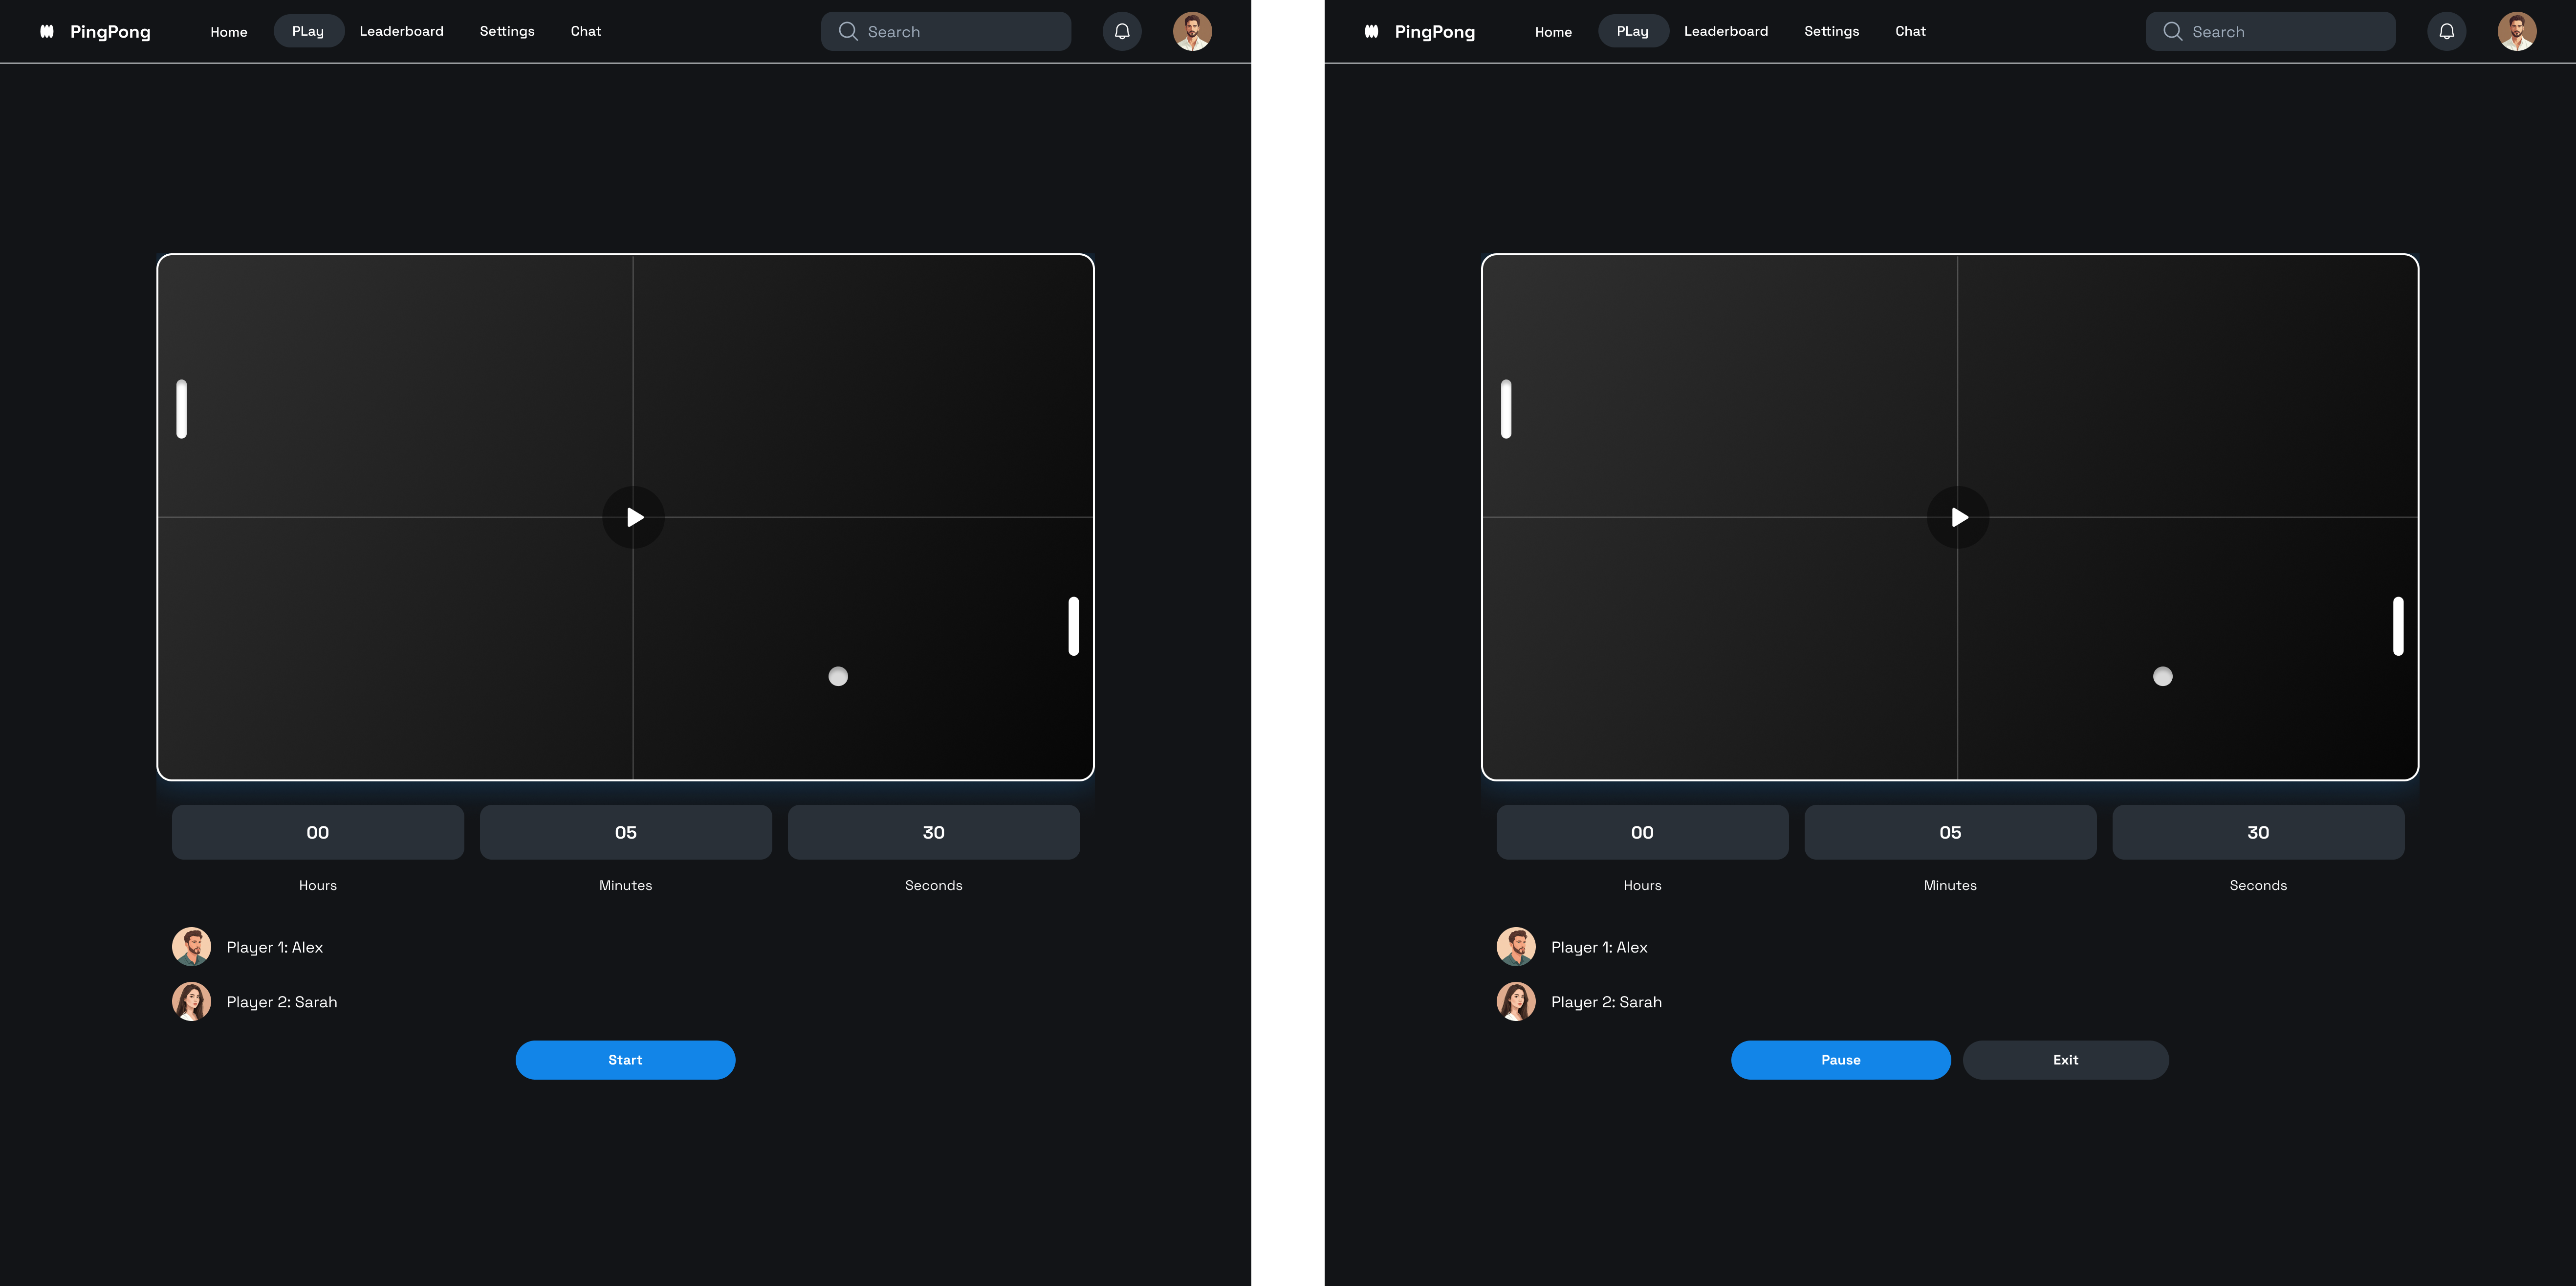 PingPong Home PLay Leaderboard Settings Chat Search
00 05 30
Hours Minutes Seconds
Player 1: Alex
Player 2: Sarah
Start
PingPong Home PLay Leaderboard Settings Chat Search
00 05 30
Hours Minutes Seconds
Player 1: Alex
Player 2: Sarah
Pause Exit